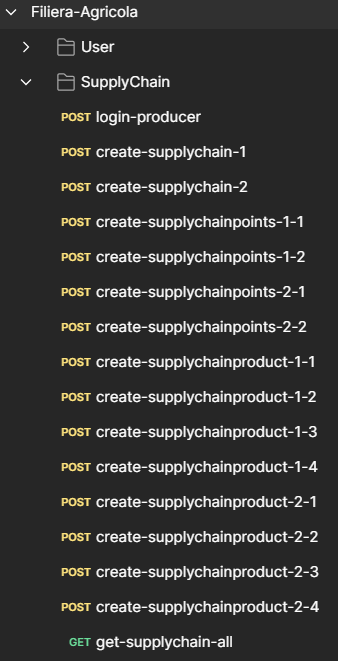 Filiera-Agricola
User
SupplyChain
POST login-producer
POST create-supplychain-1
POST create-supplychain-2
POST create-supplychainpoints-1-1
POST create-supplychainpoints-1-2
POST create-supplychainpoints-2-1
POST create-supplychainpoints-2-2
POST create-supplychainproduct-1-1
POST create-supplychainproduct-1-2
POST create-supplychainproduct-1-3
POST create-supplychainproduct-1-4
POST create-supplychainproduct-2-1
POST create-supplychainproduct-2-2
POST create-supplychainproduct-2-3
POST create-supplychainproduct-2-4
GET get-supplychain-all